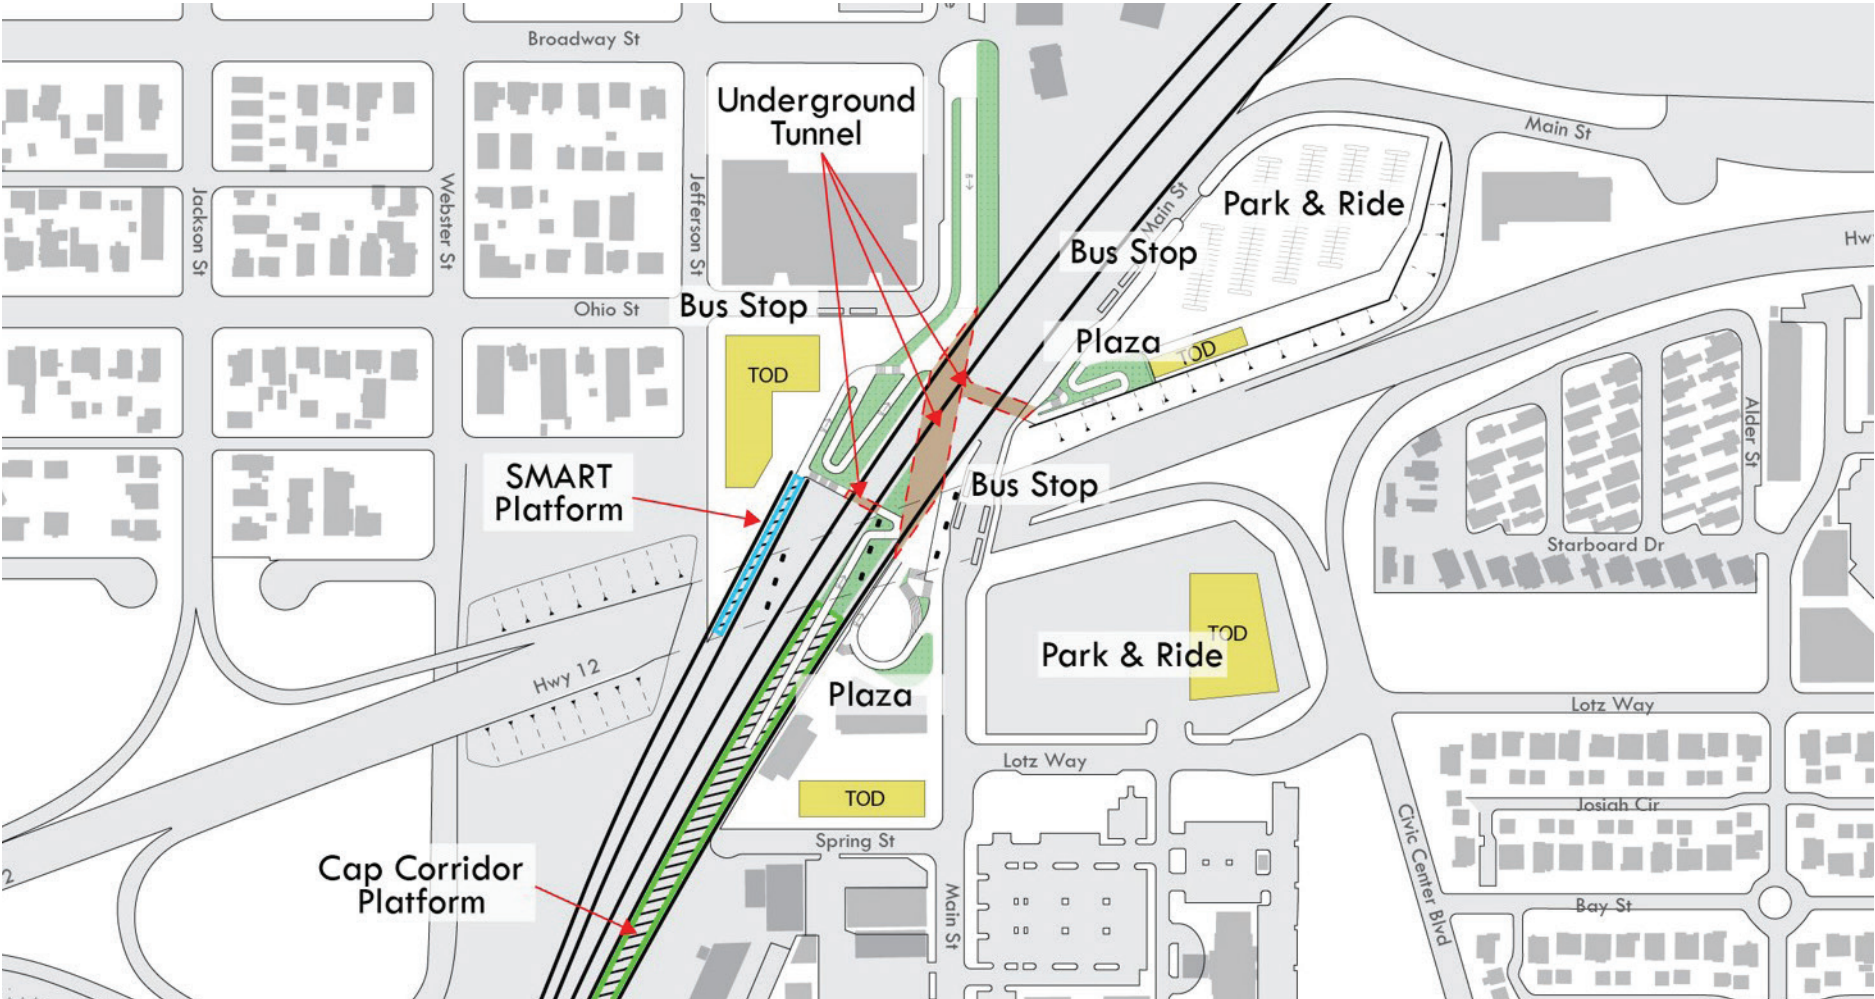 Broadway St
Underground
Tunnel
Main St
Park & Ride
Main St
Jackson St
Webster St
Jefferson St
Bus Stop
Ohio St
Bus Stop
Plaza
TOD
TOD
SMART
Platform
Bus Stop
Alder St
Starboard Dr
Hwy 12
Park & Ride
TOD
Plaza
Lotz Way
Lotz Way
TOD
Josiah Cir
Spring St
Civic Center Blvd
Cap Corridor
Platform
Main St
Bay St
2